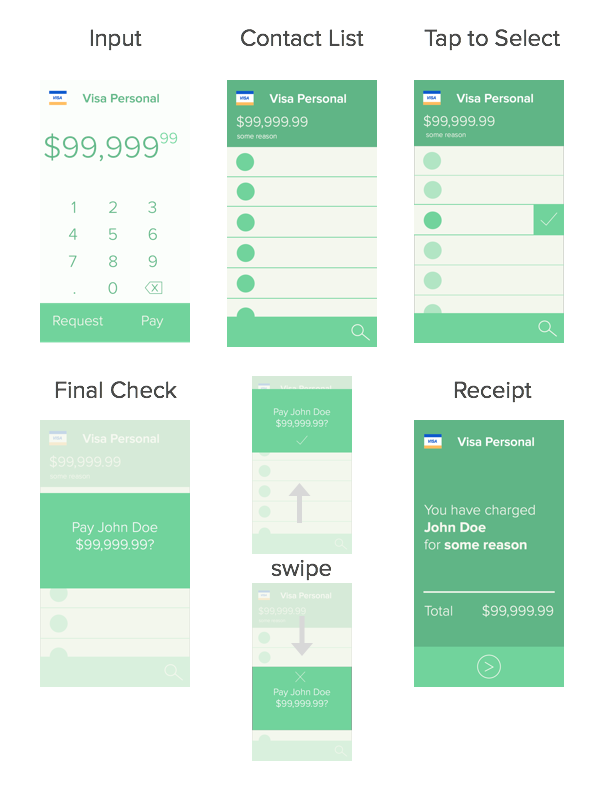 Input
Contact List
Tap to Select
VISA Visa Personal
$99,999.99
1 2 3
4 5 6
7 8 9
. 0 X
Request Pay
VISA Visa Personal
$99,999.99
some reason
VISA Visa Personal
$99,999.99
some reason
Final Check
VISA Visa Personal
$99,999.99
some reason
Pay John Doe
$99,999.99?
$99,999.99
Pay John Doe
$99,999.99?
swipe
Visa Personal
$99,999.99
Pay John Doe
$99,999.99?
Receipt
VISA Visa Personal
You have charged
John Doe
for some reason
Total $99,999.99